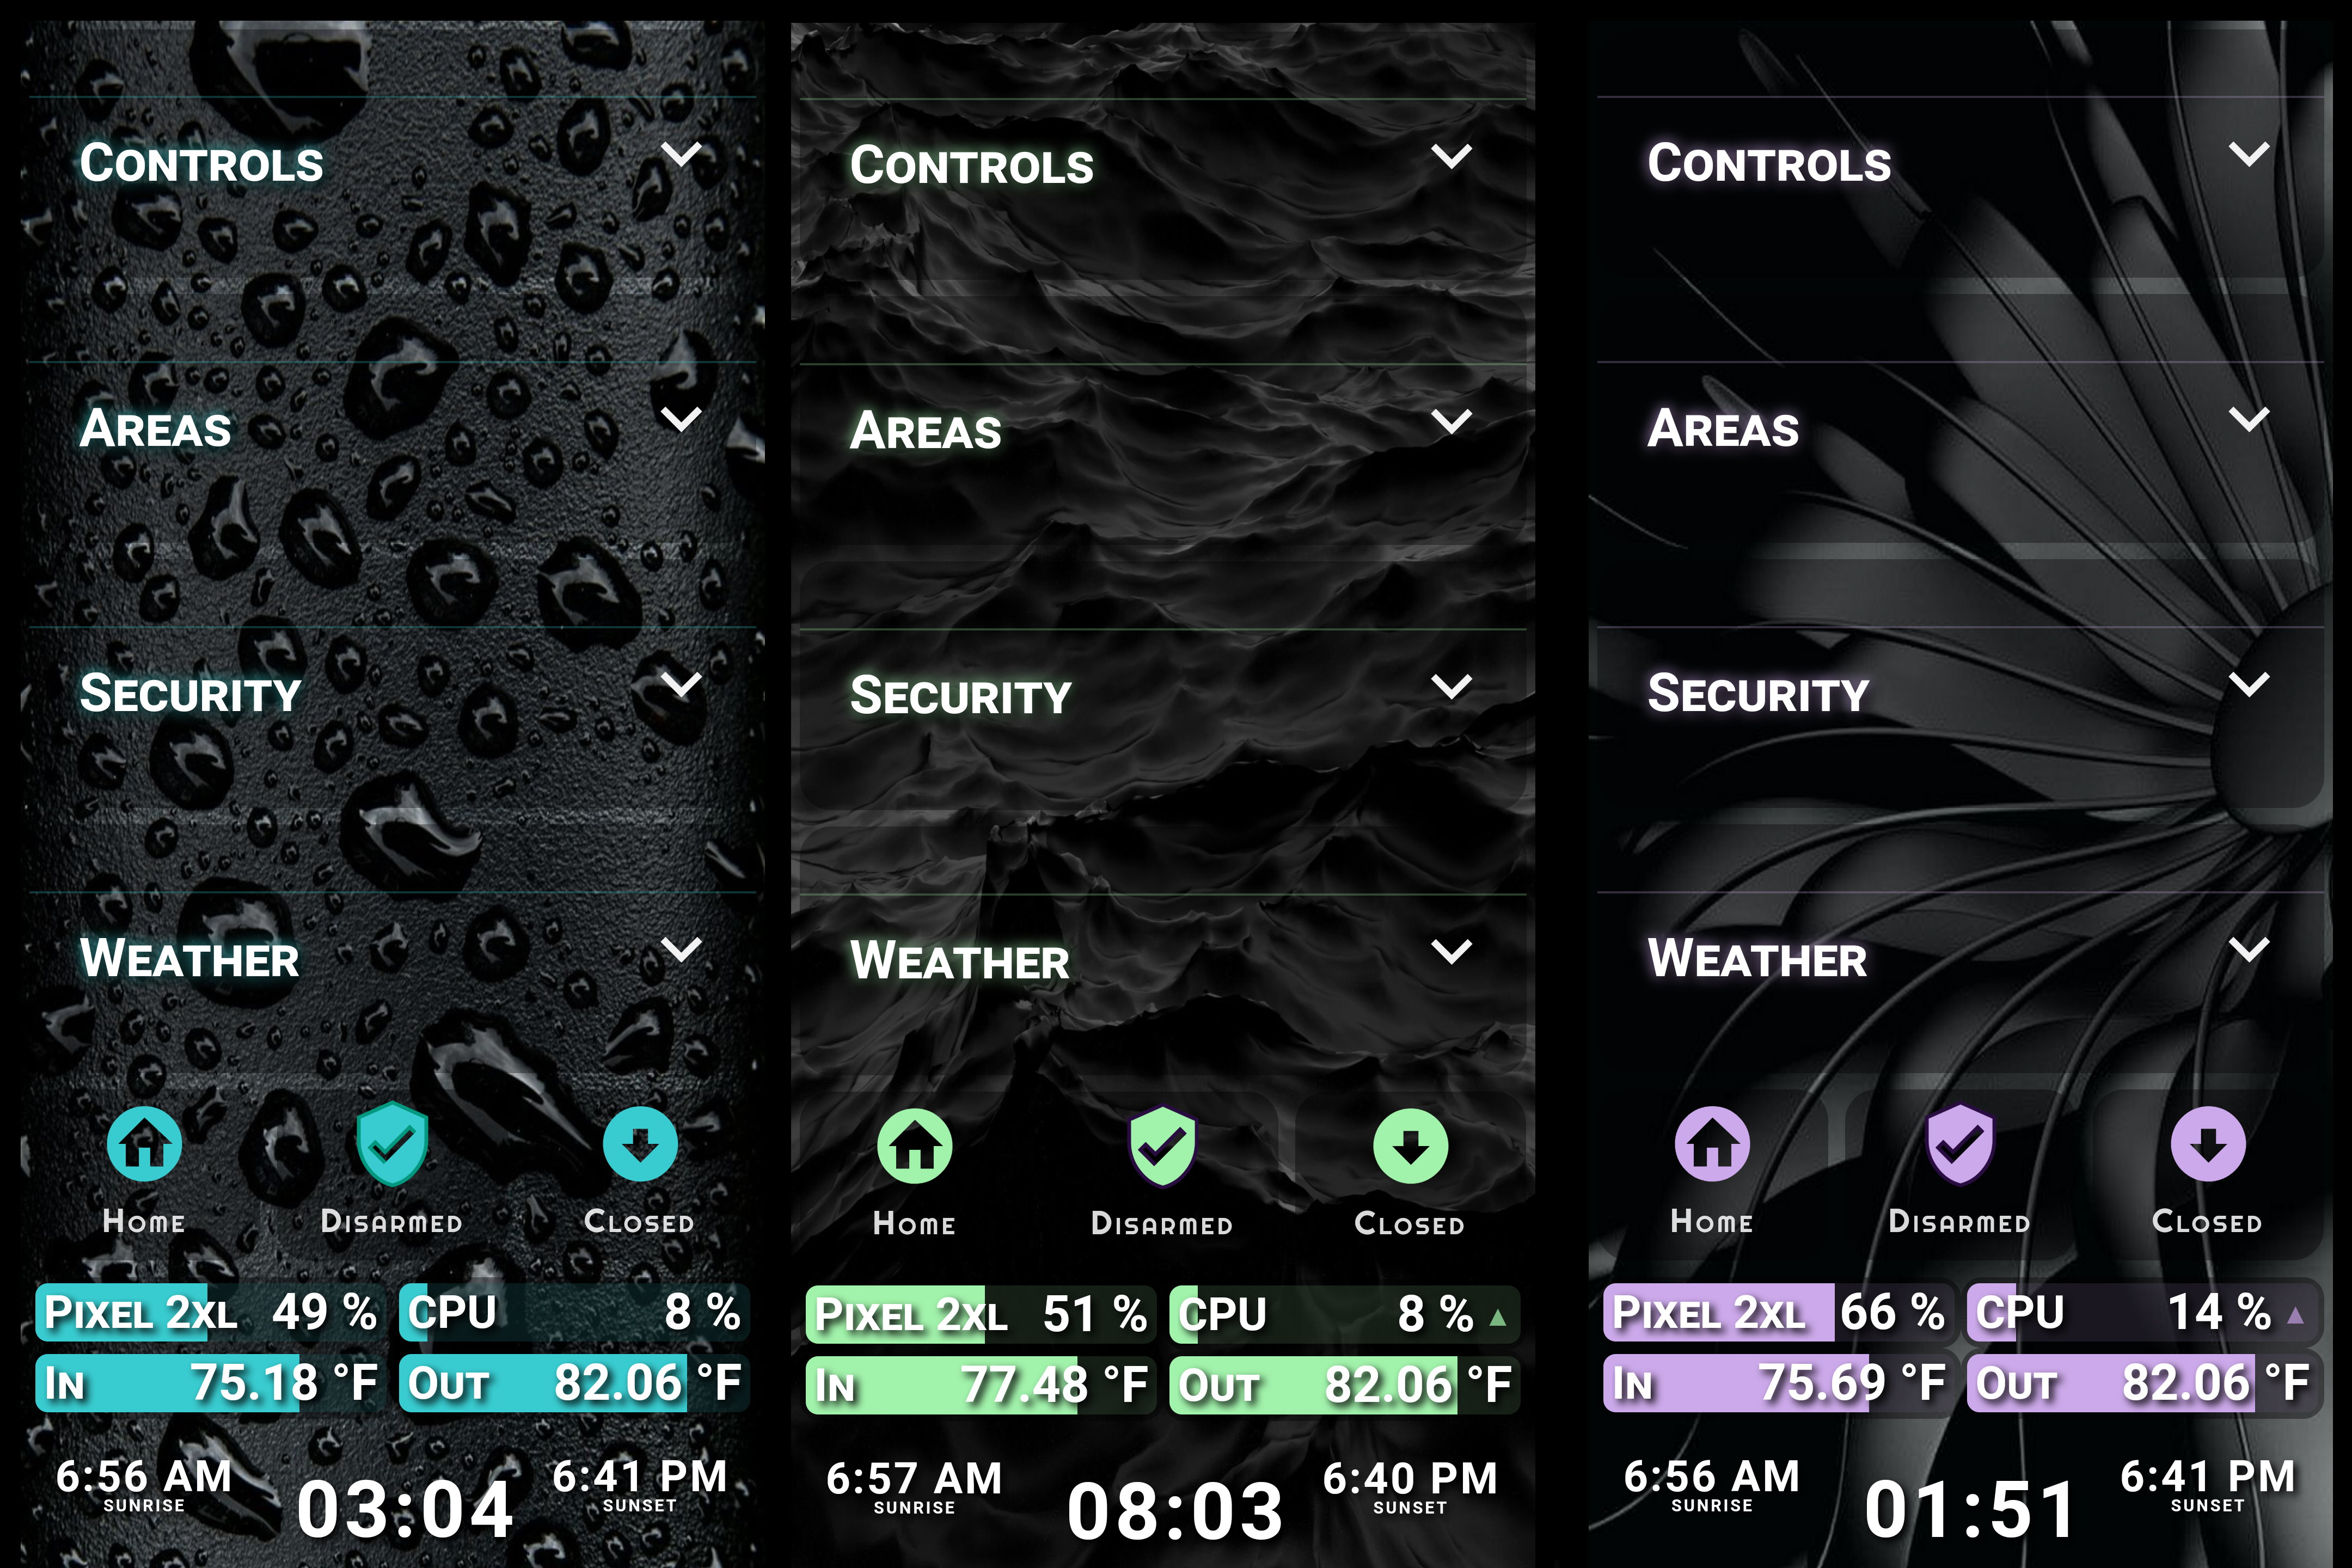 Controls
Areas
Security
Weather
Home Disarmed Closed
Pixel 2XL 49 % CPU 8 %
In 75.18 °F Out 82.06 °F
6:56 AM 03:04 6:41 PM
SUNRISE SUNSET
Controls
Areas
Security
Weather
Home Disarmed Closed
Pixel 2XL 51 % CPU 8 % ▲
In 77.48 °F Out 82.06 °F
6:57 AM 08:03 6:40 PM
SUNRISE SUNSET
Controls
Areas
Security
Weather
Home Disarmed Closed
Pixel 2XL 66 % CPU 14 % ▲
In 75.69 °F Out 82.06 °F
6:56 AM 01:51 6:41 PM
SUNRISE SUNSET